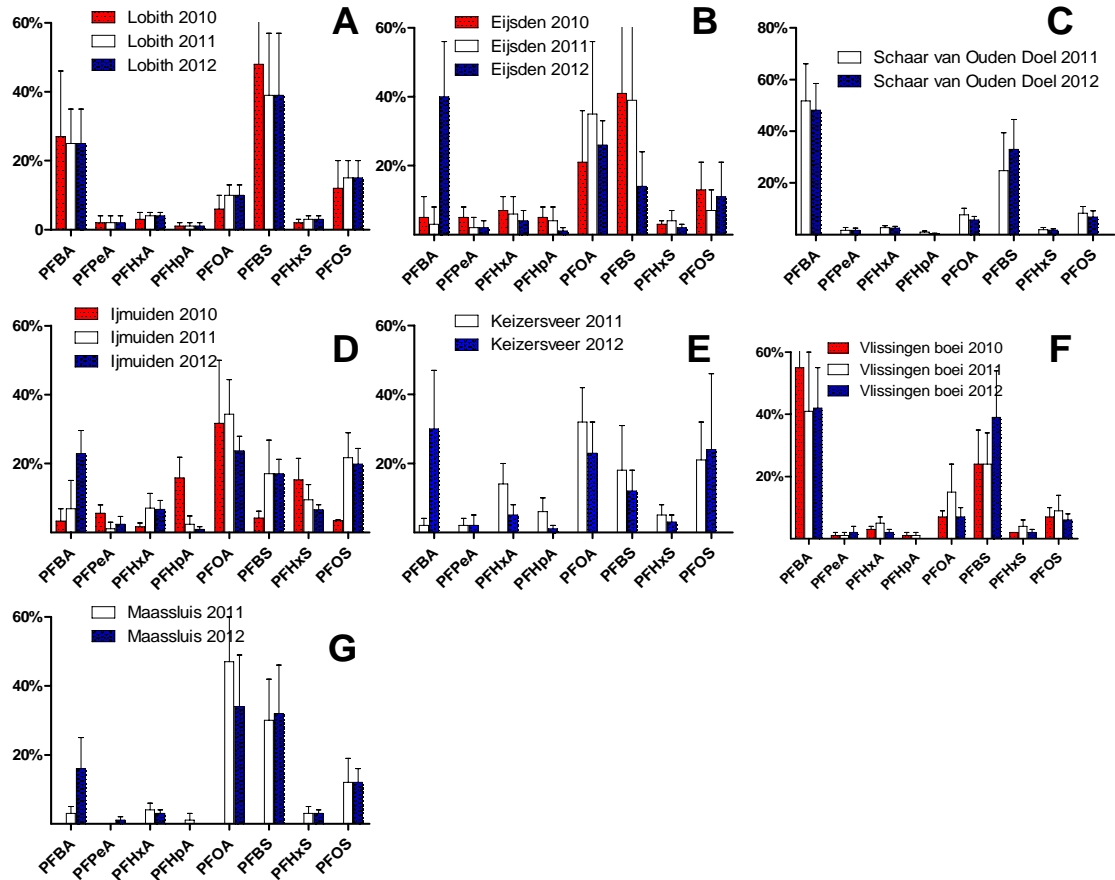 A
Lobith 2010
Lobith 2011
Lobith 2012
60%
40%
20%
0
PFBA PFPeA PFHxA PFHpA PFOA PFBS PFHxS PFOS
B
Eijsden 2010
Eijsden 2011
Eijsden 2012
60%
40%
20%
PFBA PFPeA PFHxA PFHpA PFOA PFBS PFHxS PFOS
C
Schaar van Ouden Doel 2011
Schaar van Ouden Doel 2012
80%
60%
40%
20%
PFBA PFPeA PFHxA PFHpA PFOA PFBS PFHxS PFOS
D
Ijmuiden 2010
Ijmuiden 2011
Ijmuiden 2012
60%
40%
20%
PFBA PFPeA PFHxA PFHpA PFOA PFBS PFHxS PFOS
E
Keizersveer 2011
Keizersveer 2012
60%
40%
20%
PFBA PFPeA PFHxA PFHpA PFOA PFBS PFHxS PFOS
F
Vlissingen boei 2010
Vlissingen boei 2011
Vlissingen boei 2012
60%
40%
20%
PFBA PFPeA PFHxA PFHpA PFOA PFBS PFHxS PFOS
G
Maassluis 2011
Maassluis 2012
60%
40%
20%
PFBA PFPeA PFHxA PFHpA PFOA PFBS PFHxS PFOS